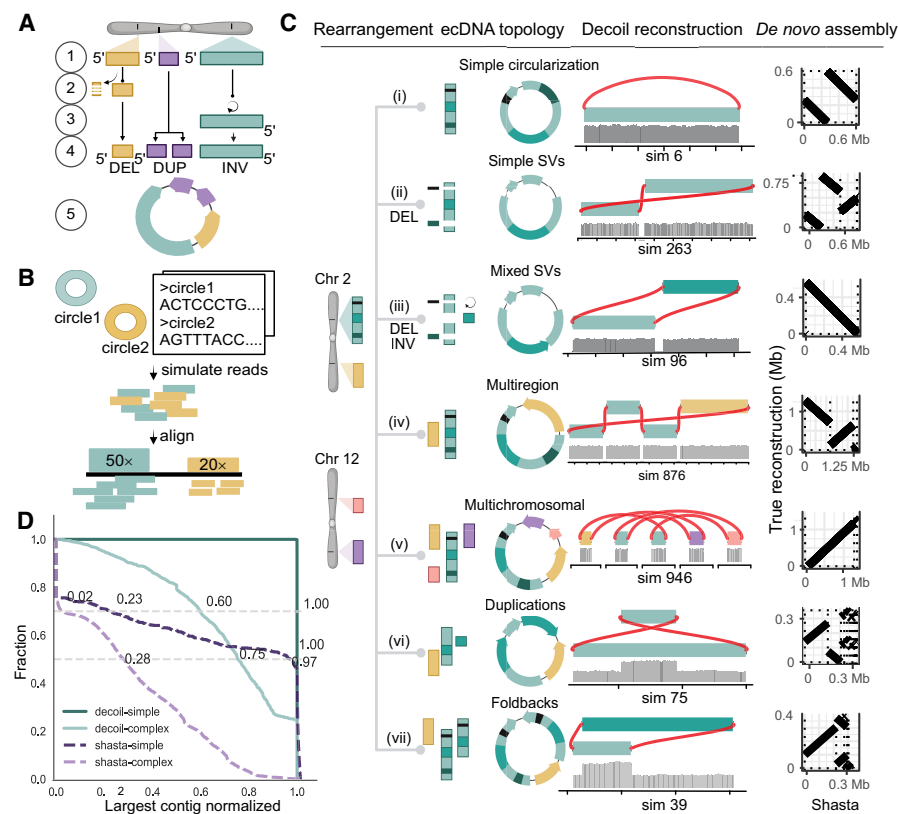 A
1
5' 5' 5'
2
3
5'
4
5' 5' 5'
DEL DUP INV
5
B
circle1
circle2
>circle1
ACTCCCTG....
>circle2
AGTTTACC....
simulate reads
align
50×
20×
C
Rearrangement ecDNA topology Decoil reconstruction De novo assembly
Chr 2
Chr 12
(i)
Simple circularization
sim 6
0.6
0
0 0.6 Mb
(ii)
DEL
Simple SVs
sim 263
0.75
0
0 0.6 Mb
(iii)
DEL
INV
Mixed SVs
sim 96
0.4
0
0 0.4 Mb
(iv)
Multiregion
sim 876
1
0
0 1.25 Mb
(v)
Multichromosomal
sim 946
1
0
0 1 Mb
(vi)
Duplications
sim 75
0.3
0
0 0.3 Mb
(vii)
Foldbacks
sim 39
0.4
0
0 0.3 Mb
True reconstruction (Mb)
Shasta
D
Fraction
1.0
0.8
0.6
0.4
0.2
0.0
0.02 0.23 0.60 1.00
0.28 0.75 1.00
0.97
decoil-simple
decoil-complex
shasta-simple
shasta-complex
0.0 0.2 0. 2 0.4 0.6 0.8 1.0
Largest contig normalized